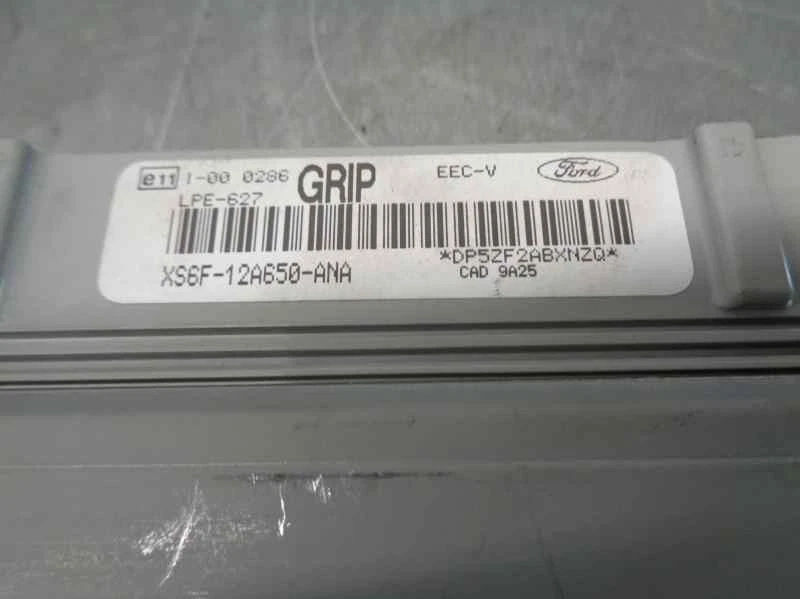 e11 1-00 0286 GRIP EEC-V Ford
LPE-627
*DP5ZF2ABXNZQ*
XS6F-12A650-ANA CAD 9A25